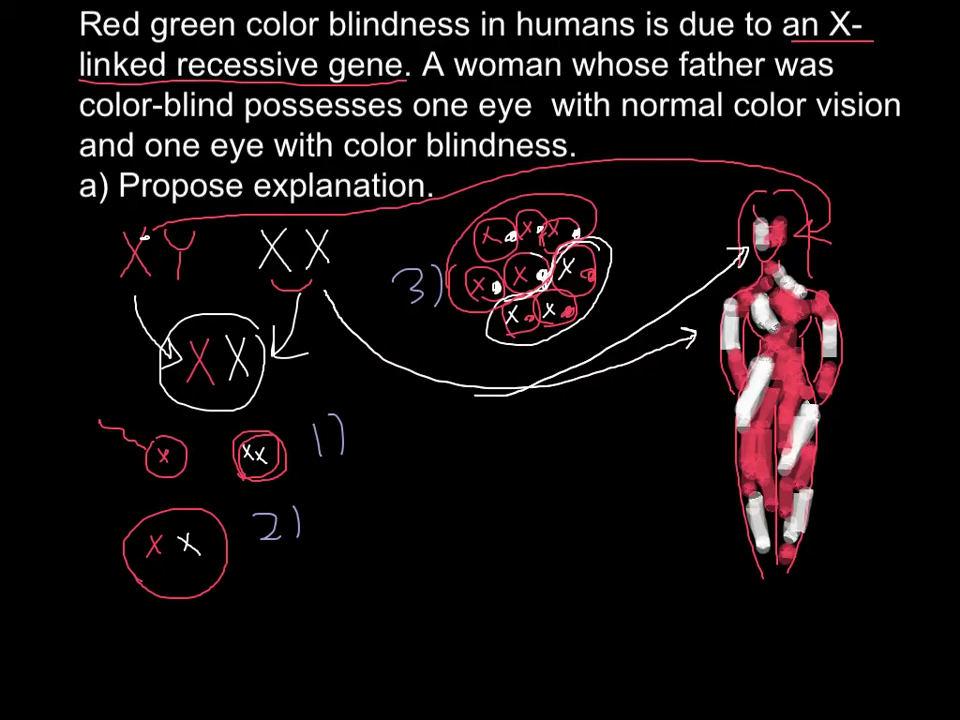 Red green color blindness in humans is due to an X-
linked recessive gene. A woman whose father was
color-blind possesses one eye with normal color vision
and one eye with color blindness.
a) Propose explanation.
X Y X X
3) X X X
X X X
X X
X X
X XX 1)
X X 2)